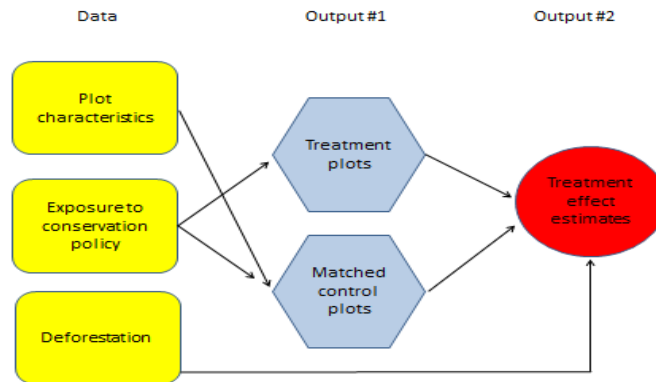 Data
Output #1
Output #2
Plot
characteristics
Treatment
plots
Treatment
effect
estimates
Exposure to
conservation
policy
Matched
control
plots
Deforestation